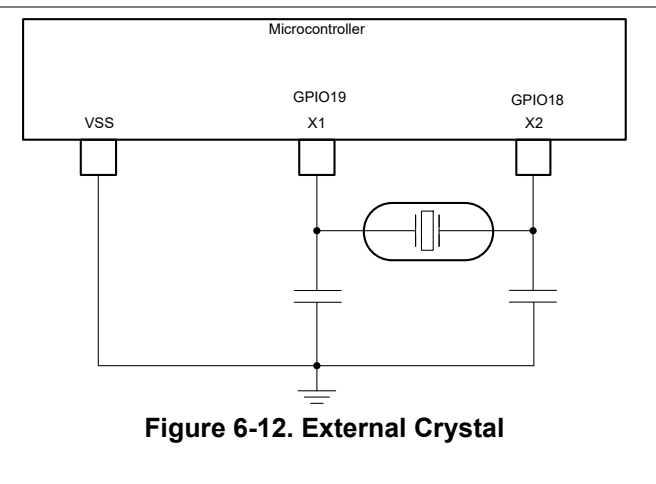 Microcontroller
GPIO19
GPIO18
VSS
X1
X2
Figure 6-12. External Crystal